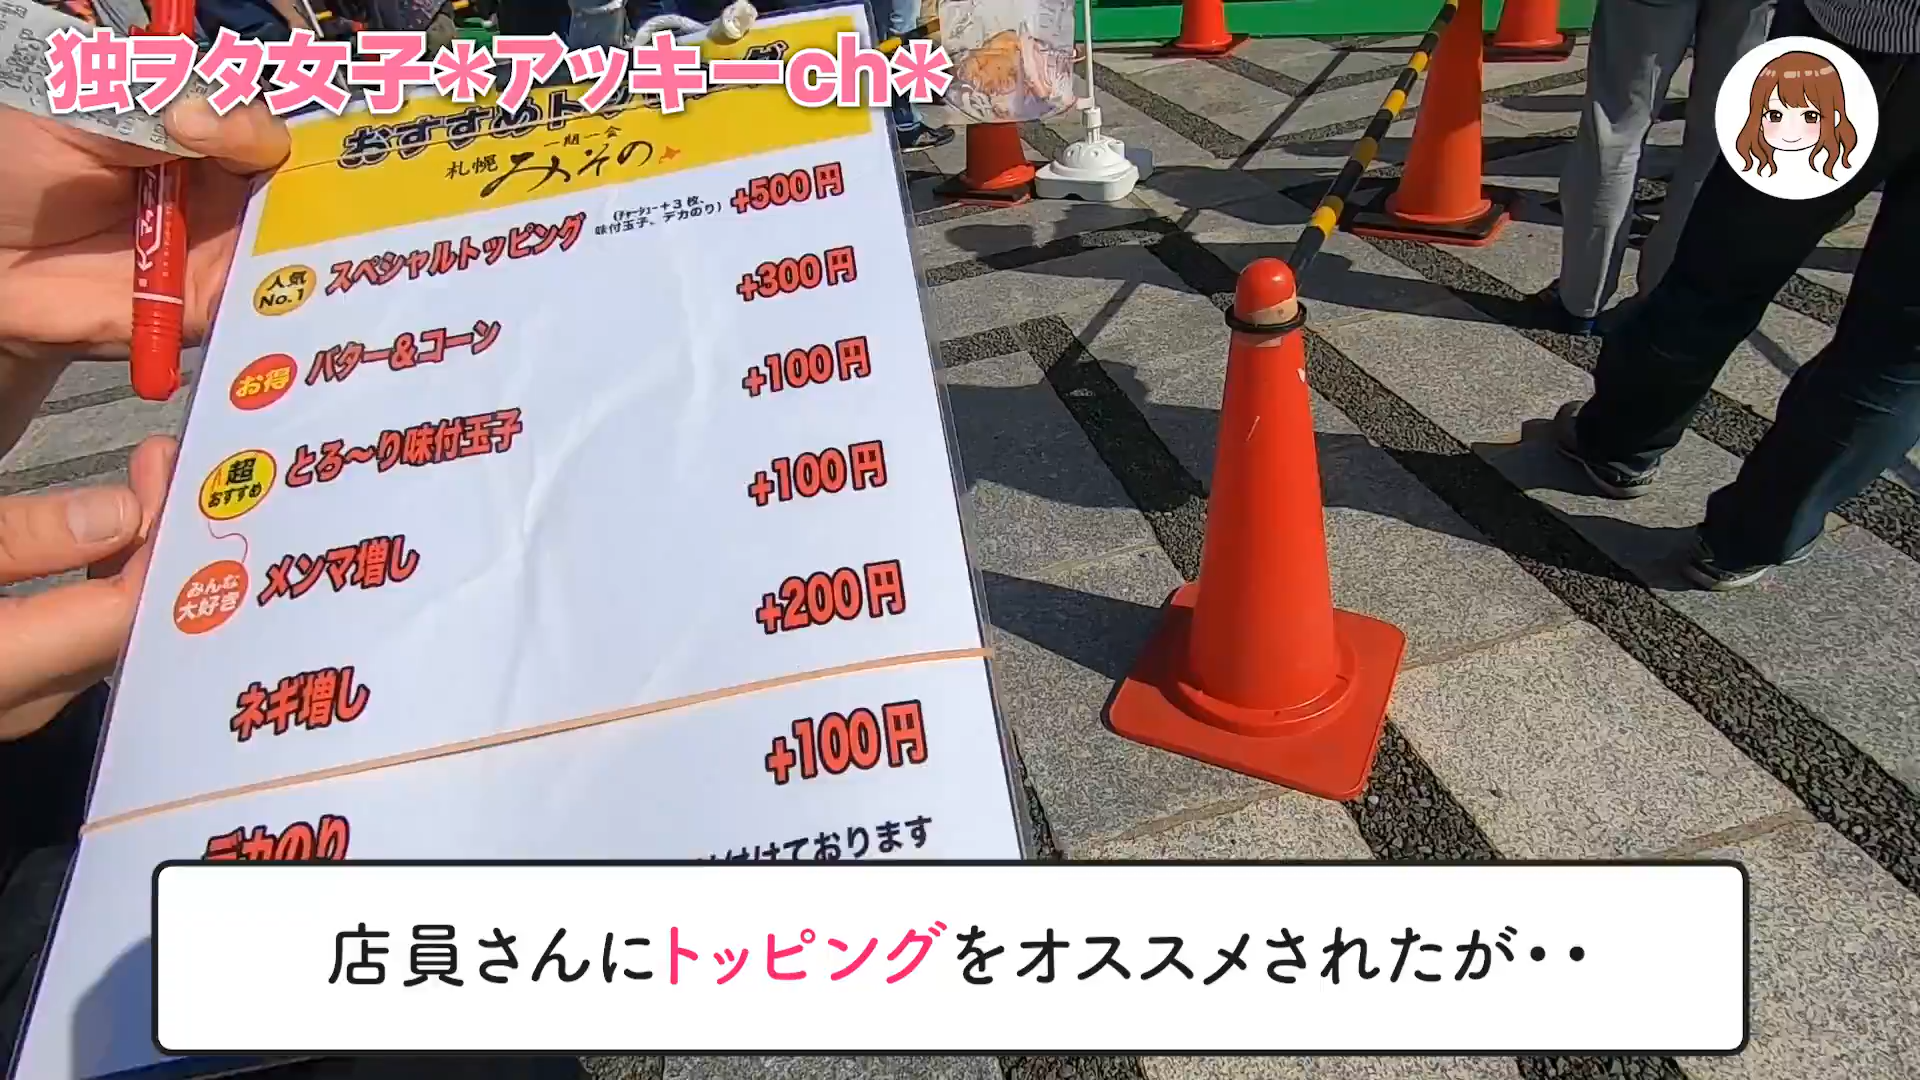 独ヲタ女子*アッキーch*
おすすめトッピング
一期一会
札幌 みその
人気 No.1 スペシャルトッピング (ﾁｬｰｼｭｰ+3枚、味付玉子、デカのり) +500円
お得 バター&コーン +300円
超おすすめ とろ〜り味付玉子 +100円
みんな大好き メンマ増し +100円
ネギ増し +200円
デカのり +100円
けております
店員さんにトッピングをオススメされたが・・